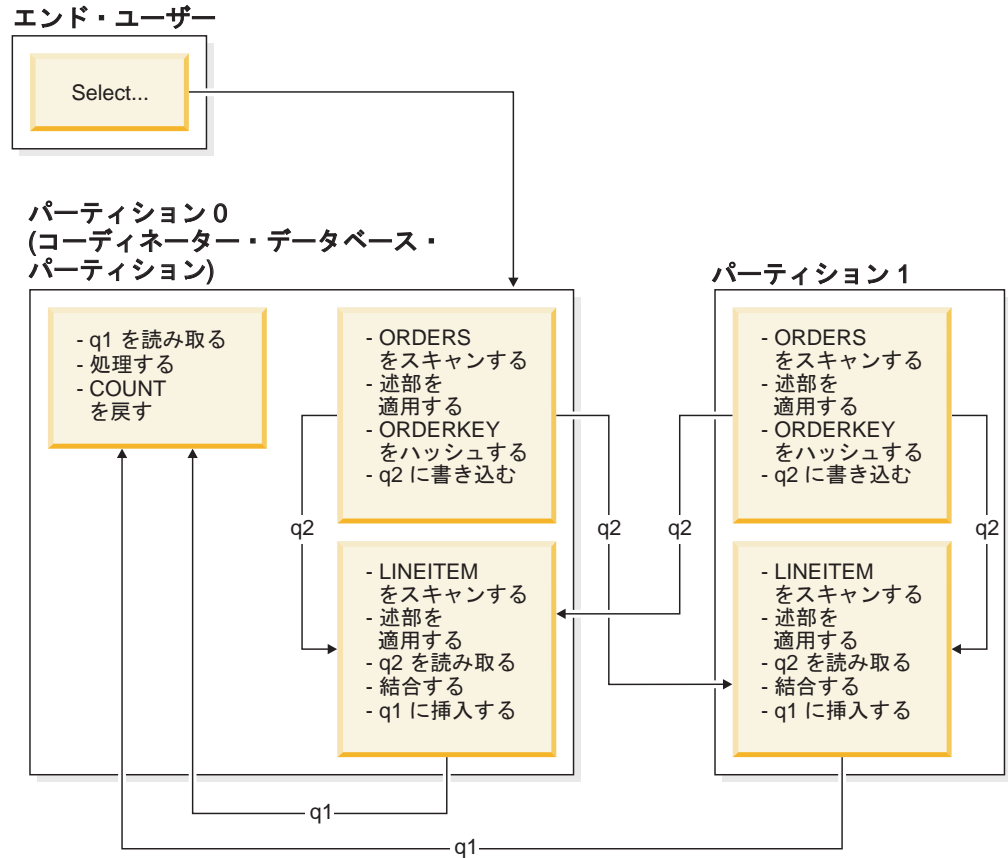 エンド・ユーザー
Select...
パーティション 0
(コーディネーター・データベース・
パーティション)
- q1 を読み取る
- 処理する
- COUNT
を戻す
- ORDERS
をスキャンする
- 述部を
適用する
- ORDERKEY
をハッシュする
- q2 に書き込む
パーティション 1
- ORDERS
をスキャンする
- 述部を
適用する
- ORDERKEY
をハッシュする
- q2 に書き込む
q2
q2
q2
q2
- LINEITEM
をスキャンする
- 述部を
適用する
- q2 を読み取る
- 結合する
- q1 に挿入する
- LINEITEM
をスキャンする
- 述部を
適用する
- q2 を読み取る
- 結合する
- q1 に挿入する
q1
q1